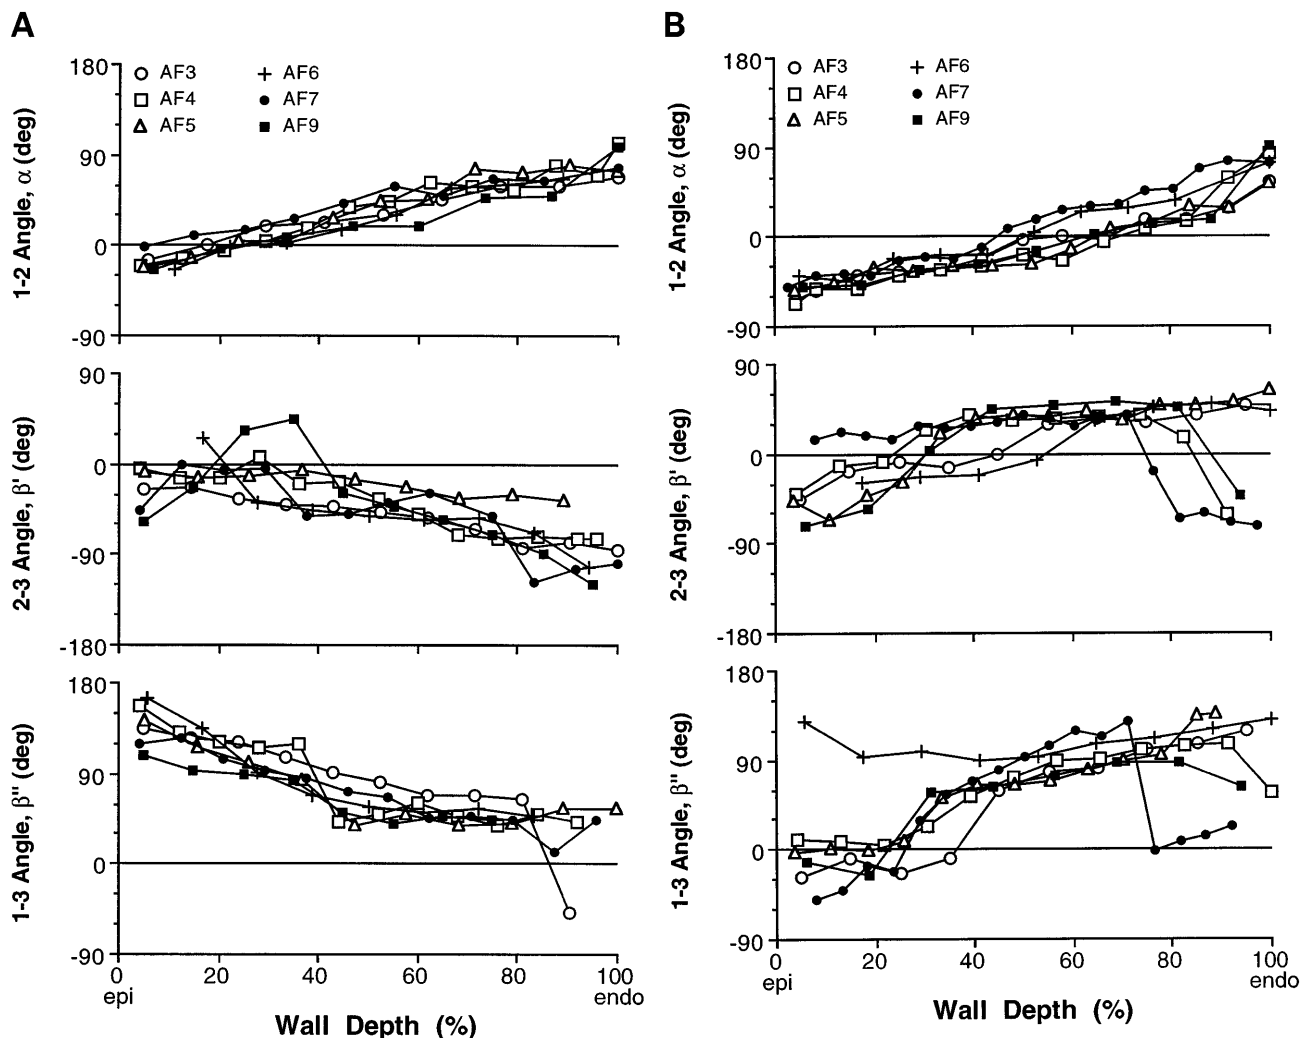 A
180
AF3
AF6
AF4
AF7
AF5
AF9
90
0
-90
1-2 Angle, α (deg)
90
0
-90
-180
2-3 Angle, β' (deg)
180
90
0
-90
1-3 Angle, β" (deg)
0 20 40 60 80 100
epi endo
Wall Depth (%)
B
180
AF3
AF6
AF4
AF7
AF5
AF9
90
0
-90
1-2 Angle, α (deg)
90
0
-90
-180
2-3 Angle, β' (deg)
180
90
0
-90
1-3 Angle, β" (deg)
0 20 40 60 80 100
epi endo
Wall Depth (%)